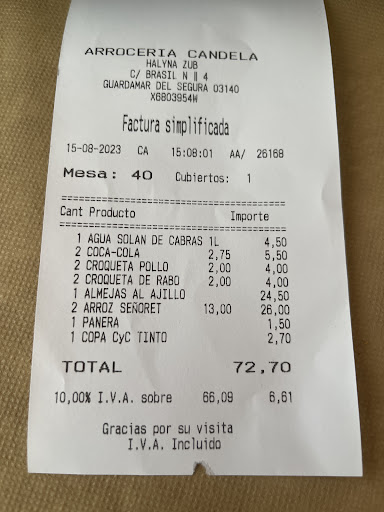 ARROCERIA CANDELA
HALYNA ZUB
C/ BRASIL N || 4
GUARDAMAR DEL SEGURA 03140
X6803954W
Factura simplificada
15-08-2023 CA 15:08:01 AA/ 26168
Mesa: 40 Cubiertos: 1
Cant Producto Importe
1 AGUA SOLAN DE CABRAS 1L 4,50
2 COCA-COLA 2,75 5,50
2 CROQUETA POLLO 2,00 4,00
2 CROQUETA DE RABO 2,00 4,00
1 ALMEJAS AL AJILLO 24,50
2 ARROZ SEÑORET 13,00 26,00
1 PANERA 1,50
1 COPA CyC TINTO 2,70
TOTAL 72,70
10,00% I.V.A. sobre 66,09 6,61
Gracias por su visita
I.V.A. Incluido